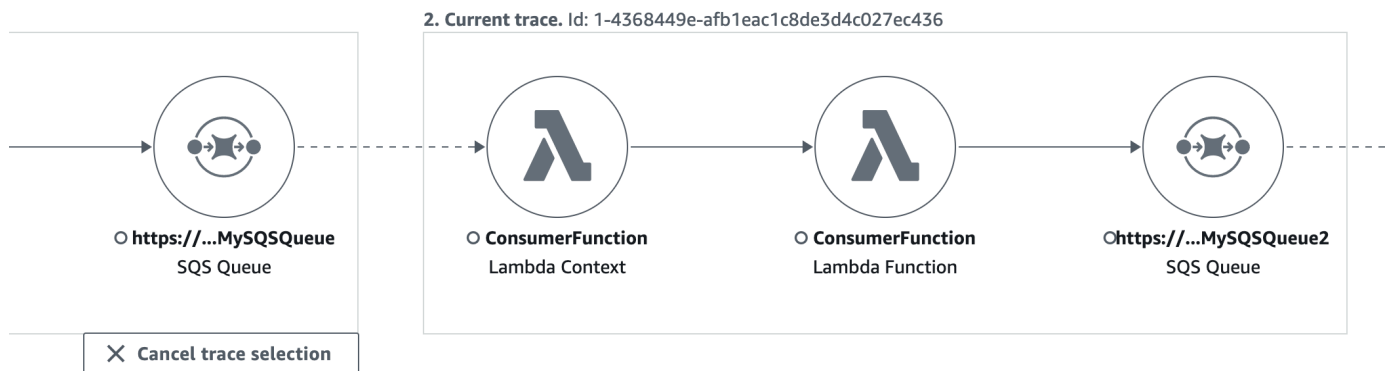 2. Current trace. Id: 1-4368449e-afb1eac1c8de3d4c027ec436
https://...MySQSQueue
SQS Queue
ConsumerFunction
Lambda Context
ConsumerFunction
Lambda Function
https://...MySQSQueue2
SQS Queue
Cancel trace selection